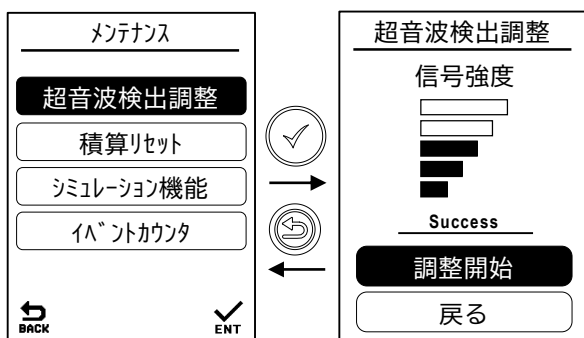 ﾒﾝﾃﾅﾝｽ
超音波検出調整
積算ﾘｾｯﾄ
ｼﾐｭﾚｰｼｮﾝ機能
ｲﾍﾞﾝﾄｶｳﾝﾀ
BACK
ENT
超音波検出調整
信号強度
Success
調整開始
戻る